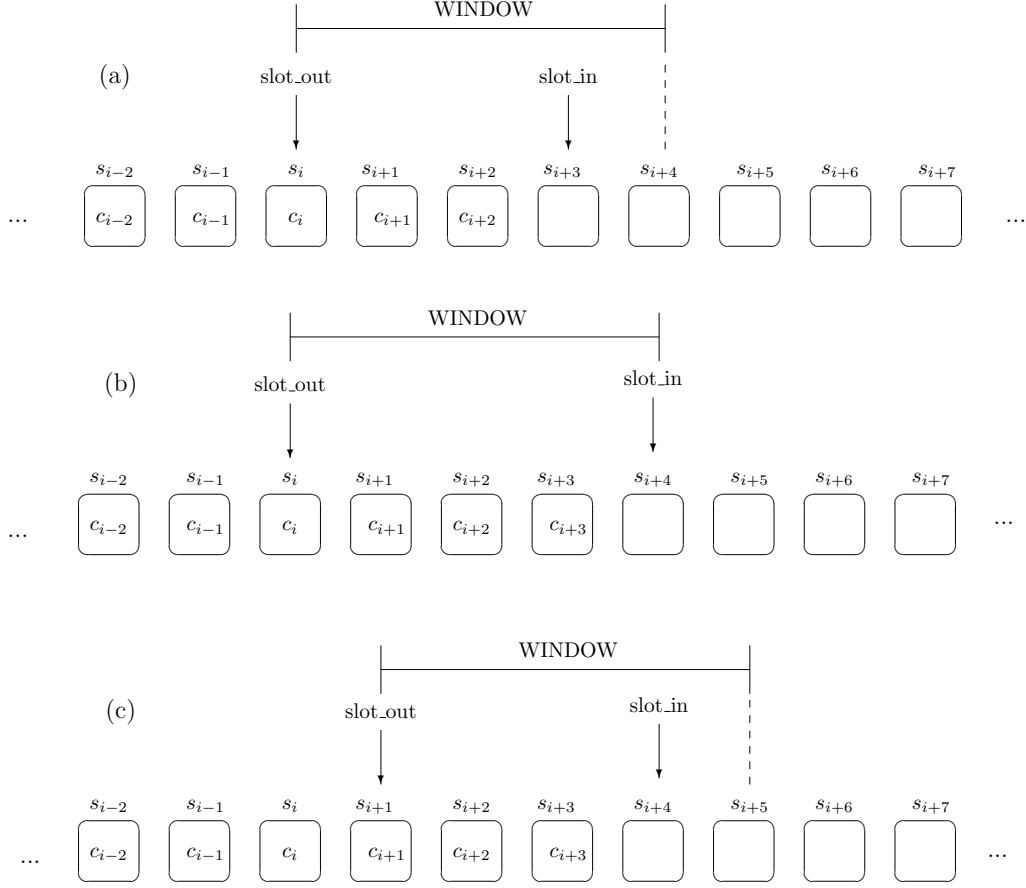 WINDOW
(a) slot_out slot_in
s_{i−2} s_{i−1} s_i s_{i+1} s_{i+2} s_{i+3} s_{i+4} s_{i+5} s_{i+6} s_{i+7}
... c_{i−2} c_{i−1} c_i c_{i+1} c_{i+2} ...
WINDOW
(b) slot_out slot_in
s_{i−2} s_{i−1} s_i s_{i+1} s_{i+2} s_{i+3} s_{i+4} s_{i+5} s_{i+6} s_{i+7}
... c_{i−2} c_{i−1} c_i c_{i+1} c_{i+2} c_{i+3} ...
WINDOW
(c) slot_out slot_in
s_{i−2} s_{i−1} s_i s_{i+1} s_{i+2} s_{i+3} s_{i+4} s_{i+5} s_{i+6} s_{i+7}
... c_{i−2} c_{i−1} c_i c_{i+1} c_{i+2} c_{i+3} ...